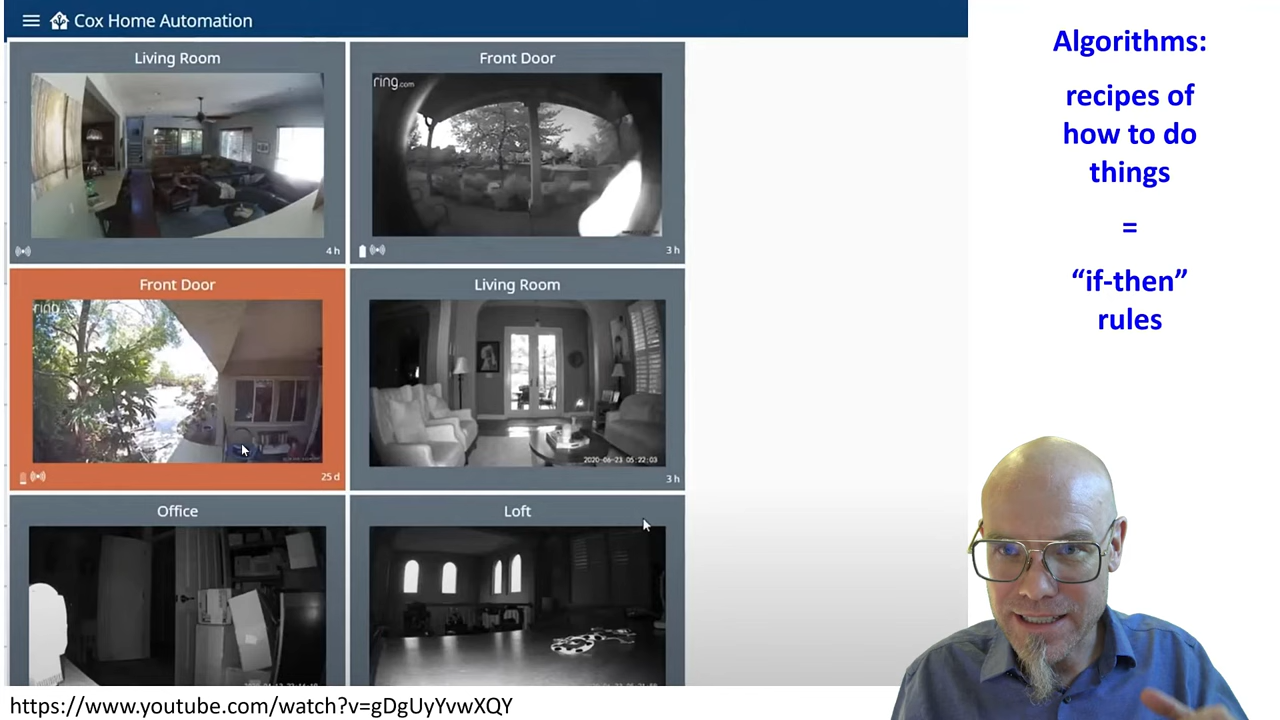 Cox Home Automation
Living Room
Front Door
ring.com
4 h
3 h
Front Door
Living Room
ring
25 d
2020-06-23 05:22:03
3 h
Office
Loft
Algorithms:
recipes of
how to do
things
=
“if-then”
rules
https://www.youtube.com/watch?v=gDgUyYvwXQY